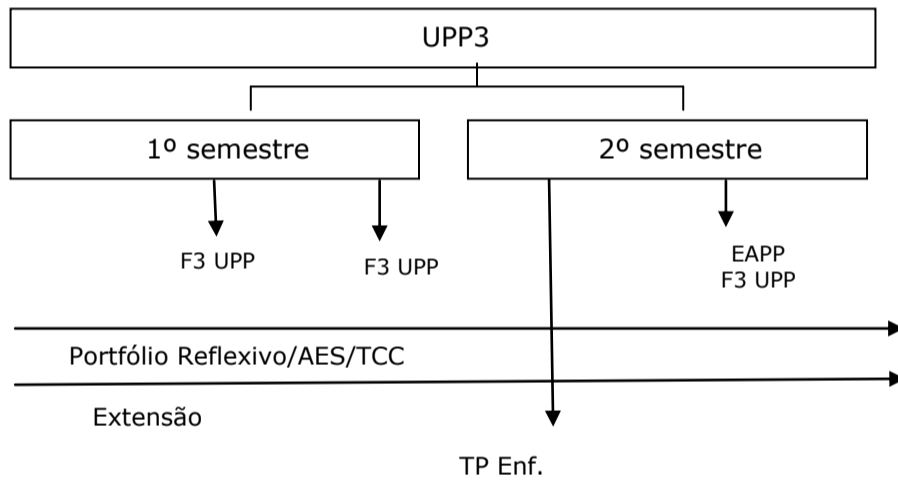 UPP3
1º semestre
2º semestre
F3 UPP
F3 UPP
EAPP
F3 UPP
Portfólio Reflexivo/AES/TCC
Extensão
TP Enf.